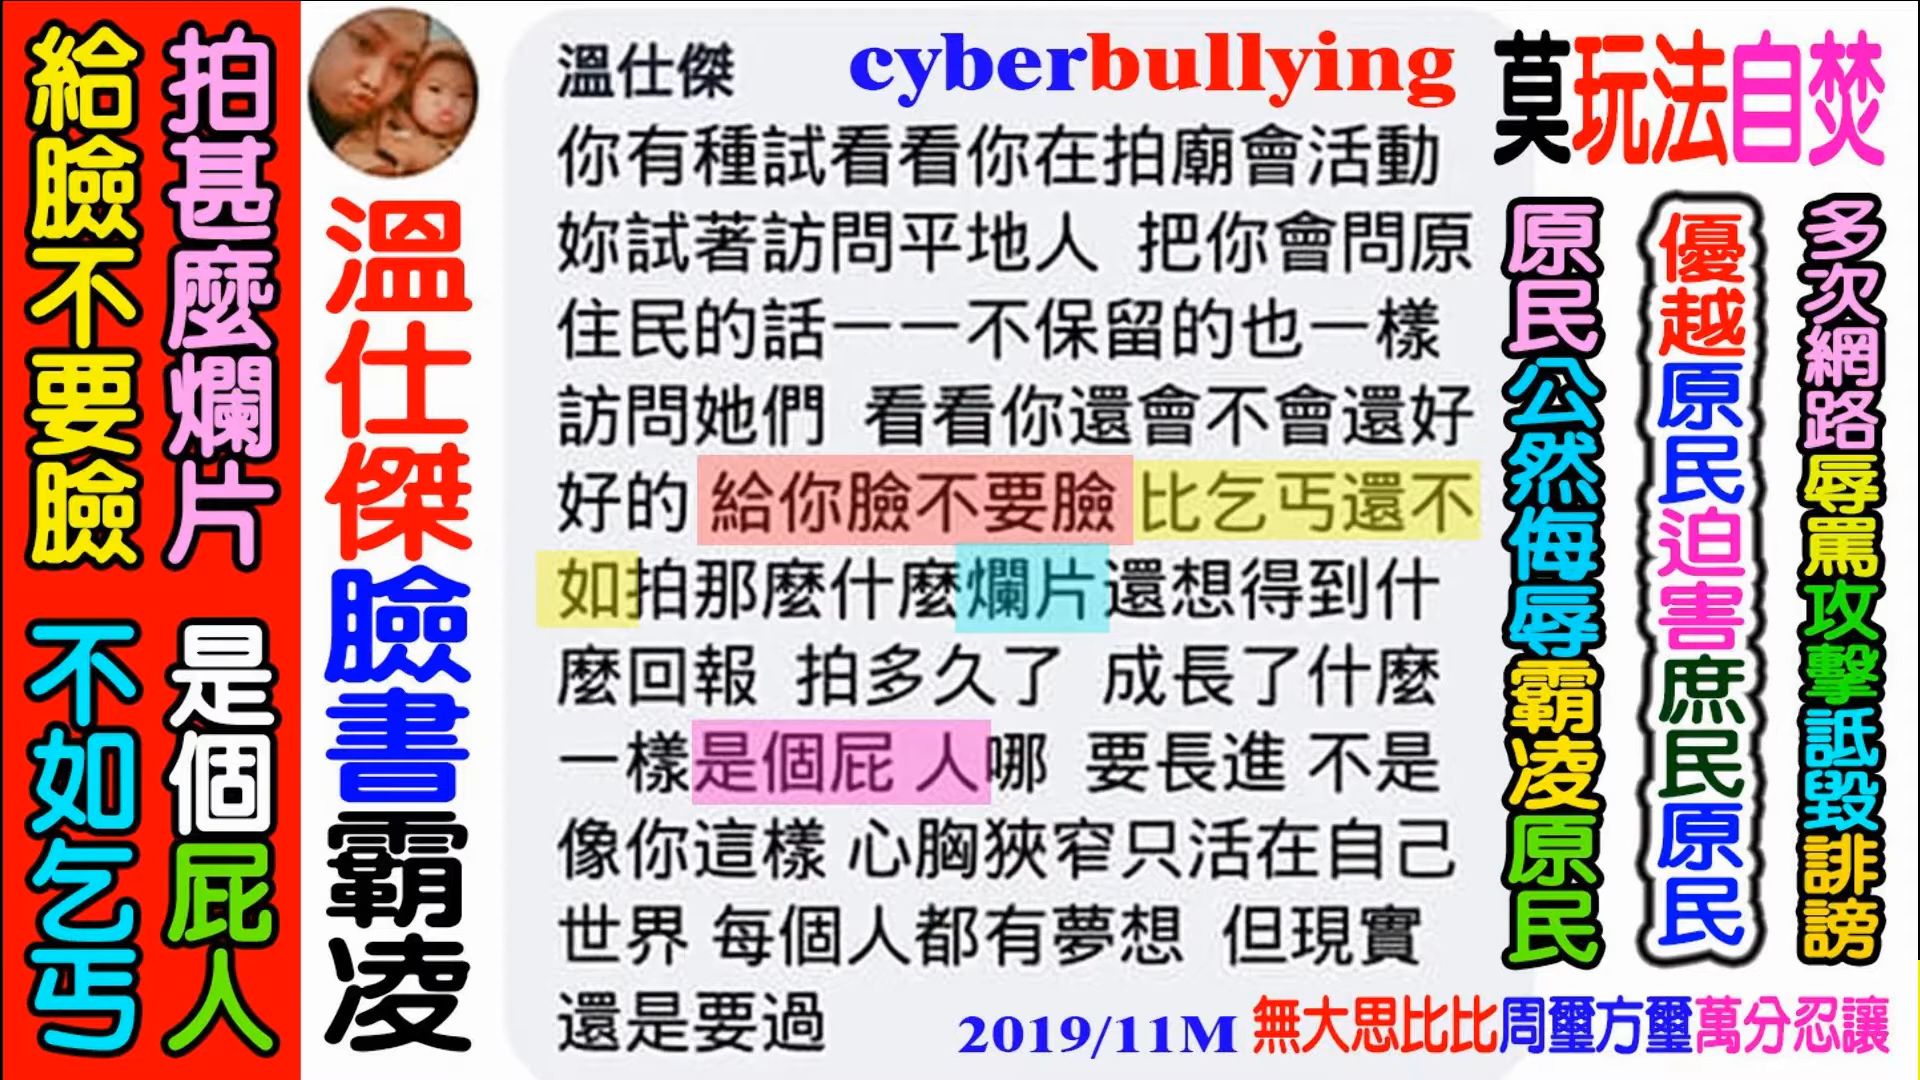 給臉不要臉 不如乞丐
拍甚麼爛片 是個屁人
溫仕傑臉書霸凌
溫仕傑
cyberbullying
你有種試看看你在拍廟會活動
妳試著訪問平地人 把你會問原
住民的話一一不保留的也一樣
訪問她們 看看你還會不會還好
好的 給你臉不要臉 比乞丐還不
如拍那麼什麼爛片還想得到什
麼回報 拍多久了 成長了什麼
一樣是個屁 人哪 要長進 不是
像你這樣 心胸狹窄只活在自己
世界 每個人都有夢想 但現實
還是要過
莫玩法自焚
原民公然侮辱霸凌原民
優越原民迫害庶民原民
多次網路辱罵攻擊詆毀誹謗
2019/11M 無大思比比周璽方璽萬分忍讓